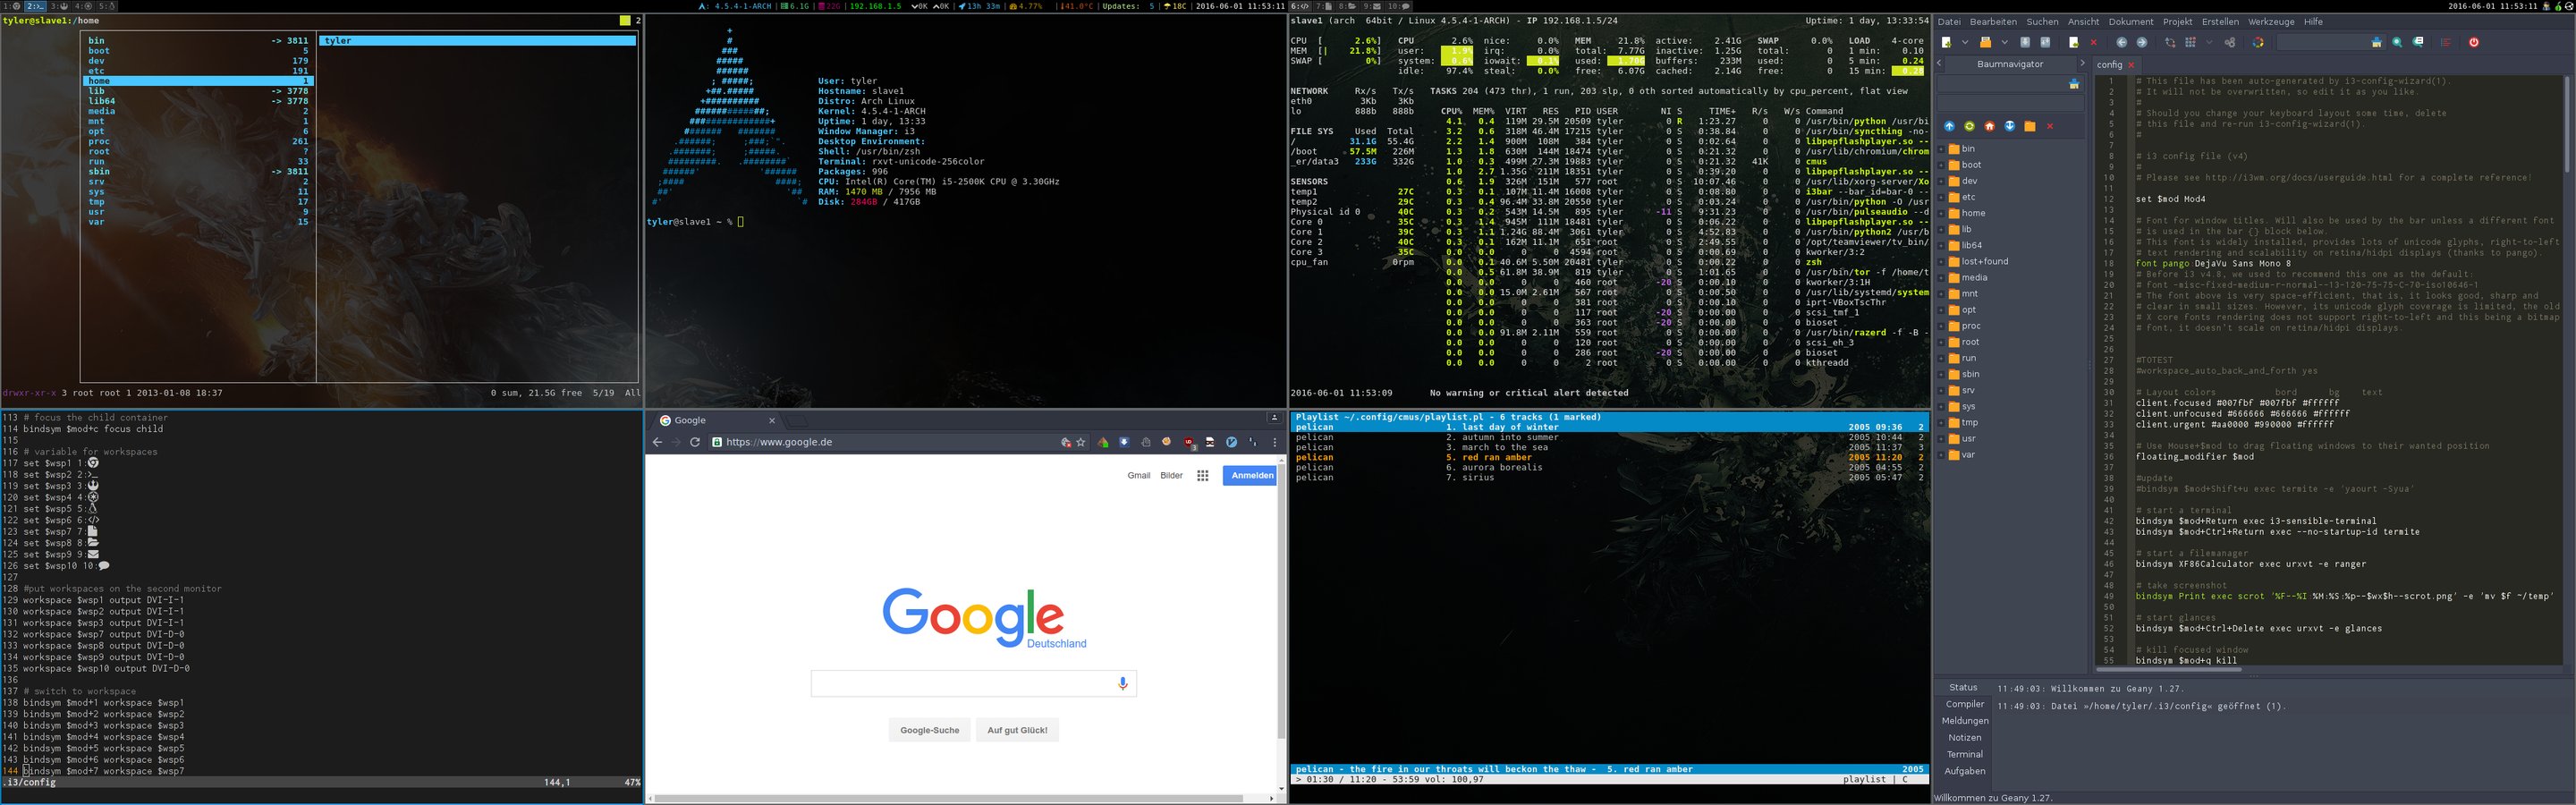 1: 2: 3: 4: 5:
4.5.4-1-ARCH | 6.1G | 22G | 192.168.1.5 0K 0K | 13h 33m | 4.77% | 41.0°C | Updates: 5 | 18C | 2016-06-01 11:53:11
6: 7: 8: 9: 10:
2016-06-01 11:53:11
tyler@slave1:/home 2
bin -> 3811
boot 5
dev 179
etc 191
home 1
lib -> 3778
lib64 -> 3778
media 2
mnt 1
opt 6
proc 261
root ?
run 33
sbin -> 3811
srv 2
sys 11
tmp 17
usr 9
var 15
tyler
drwxr-xr-x 3 root root 1 2013-01-08 18:37 0 sum, 21.5G free 5/19 All
User: tyler
Hostname: slave1
Distro: Arch Linux
Kernel: 4.5.4-1-ARCH
Uptime: 1 day, 13:33
Window Manager: i3
Desktop Environment:
Shell: /usr/bin/zsh
Terminal: rxvt-unicode-256color
Packages: 996
CPU: Intel(R) Core(TM) i5-2500K CPU @ 3.30GHz
RAM: 1470 MB / 7956 MB
Disk: 284GB / 417GB
tyler@slave1 ~ %
slave1 (arch 64bit / Linux 4.5.4-1-ARCH) - IP 192.168.1.5/24 Uptime: 1 day, 13:33:54
CPU [ 2.6%] CPU 2.6% nice: 0.0% MEM 21.8% active: 2.41G SWAP 0.0% LOAD 4-core
MEM [| 21.8%] user: 1.9% irq: 0.0% total: 7.77G inactive: 1.25G total: 0 1 min: 0.10
SWAP [ 0%] system: 0.6% iowait: 0.1% used: 1.70G buffers: 233M used: 0 5 min: 0.24
idle: 97.4% steal: 0.0% free: 6.07G cached: 2.14G free: 0 15 min:
NETWORK Rx/s Tx/s
eth0 3Kb 3Kb
lo 888b 888b
FILE SYS Used Total
/ 31.1G 55.4G
/boot 57.5M 226M
_er/data3 233G 332G
SENSORS
temp1 27C
temp2 29C
Physical id 0 40C
Core 0 35C
Core 1 39C
Core 2 40C
Core 3 35C
cpu_fan 0rpm
TASKS 204 (473 thr), 1 run, 203 slp, 0 oth sorted automatically by cpu_percent, flat view
CPU% MEM% VIRT RES PID USER NI S TIME+ R/s W/s Command
4.1 0.4 119M 29.5M 20509 tyler 0 R 1:23.27 0 0 /usr/bin/python /usr/bi
3.2 0.6 318M 46.4M 17215 tyler 0 S 0:38.84 0 0 /usr/bin/syncthing -no-
2.2 1.4 900M 108M 384 tyler 0 S 0:02.64 0 0 libpepflashplayer.so --
1.3 1.8 630M 144M 18474 tyler 0 S 0:21.32 0 0 /usr/lib/chromium/chrom
1.0 0.3 499M 27.3M 19883 tyler 0 S 0:21.32 41K 0 cmus
1.0 2.7 1.35G 211M 18351 tyler 0 S 0 0 libpepflashplayer.so --
0.6 1.9 326M 151M 577 root 0 S 10:07.46 0 0 /usr/lib/xorg-server/Xo
0.3 0.1 107M 11.4M 16008 tyler 0 S 0:08.80 0 0 i3bar --bar_id=bar-0 --
0.3 0.4 96.4M 33.8M 20550 tyler 0 S 0:00.22 0 0 /usr/bin/python -O /usr
0.3 0.2 543M 14.5M 895 tyler -11 S 9:31.23 0 0 /usr/bin/pulseaudio --d
0.3 1.4 945M 111M 18481 tyler 0 S 0:03.69 0 0 libpepflashplayer.so --
0.3 1.1 1.24G 88.4M 3061 tyler 0 S 4:52.83 0 0 /usr/bin/python2 /usr/b
0.3 0.1 162M 11.1M 651 root 0 S 2:49.55 0 0 /opt/teamviewer/tv_bin/
0.0 0.0 0 0 4594 root 0 S 0:00.69 0 0 kworker/3:2
0.0 0.1 40.6M 5.50M 20481 tyler 0 S 0:00.22 0 0 zsh
0.0 0.5 61.8M 38.9M 819 tyler 0 S 1:01.65 0 0 /usr/bin/tor -f /home/t
0.0 0.0 0 0 460 root -20 S 0:00.10 0 0 kworker/3:1H
0.0 0.0 15.0M 2.61M 567 root 0 S 0:00.50 0 0 /usr/lib/systemd/system
0.0 0.0 0 0 381 root 0 S 0:00.10 0 0 iprt-VBoxTscThr
0.0 0.0 0 0 117 root -20 S 0:00.00 0 0 scsi_tmf_1
0.0 0.0 0 0 363 root -20 S 0:00.00 0 0 bioset
0.0 0.0 91.8M 2.11M 559 root 0 S 0:00.00 0 0 /usr/bin/razerd -f -B -
0.0 0.0 0 0 120 root 0 S 0:00.00 0 0 scsi_eh_3
0.0 0.0 0 0 286 root -20 S 0:00.00 0 0 bioset
0.0 0.0 0 0 2 root 0 S 0:00.00 0 0 kthreadd
2016-06-01 11:53:09 No warning or critical alert detected
Datei Bearbeiten Suchen Ansicht Dokument Projekt Erstellen Werkzeuge Hilfe
Baumnavigator
config
bin
boot
dev
etc
home
lib
lib64
lost+found
media
mnt
opt
proc
root
run
sbin
srv
sys
tmp
usr
var
1 # This file has been auto-generated by i3-config-wizard(1).
2 # It will not be overwritten, so edit it as you like.
3 #
4 # Should you change your keyboard layout some time, delete
5 # this file and re-run i3-config-wizard(1).
6 #
7
8 # i3 config file (v4)
9 #
10 # Please see http://i3wm.org/docs/userguide.html for a complete reference!
11
12 set $mod Mod4
13
14 # Font for window titles. Will also be used by the bar unless a different font
15 # is used in the bar {} block below.
16 # This font is widely installed, provides lots of unicode glyphs, right-to-left
17 # text rendering and scalability on retina/hidpi displays (thanks to pango).
18 font pango DejaVu Sans Mono 8
19 # Before i3 v4.8, we used to recommend this one as the default:
20 # font -misc-fixed-medium-r-normal--13-120-75-75-C-70-iso10646-1
21 # The font above is very space-efficient, that is, it looks good, sharp and
22 # clear in small sizes. However, its unicode glyph coverage is limited, the old
23 # X core fonts rendering does not support right-to-left and this being a bitmap
24 # font, it doesn't scale on retina/hidpi displays.
25
26
27 #TOTEST
28 #workspace_auto_back_and_forth yes
29
30 # Layout colors bord bg text
31 client.focused #007fbf #007fbf #ffffff
32 client.unfocused #666666 #666666 #ffffff
33 client.urgent #aa0000 #990000 #ffffff
34
35 # Use Mouse+$mod to drag floating windows to their wanted position
36 floating_modifier $mod
37
38 #update
39 #bindsym $mod+Shift+u exec termite -e 'yaourt -Syua'
40
41 # start a terminal
42 bindsym $mod+Return exec i3-sensible-terminal
43 bindsym $mod+Ctrl+Return exec --no-startup-id termite
44
45 # start a filemanager
46 bindsym XF86Calculator exec urxvt -e ranger
47
48 # take screenshot
49 bindsym Print exec scrot '%F--%I %M:%S:%p--$wx$h--scrot.png' -e 'mv $f ~/temp'
50
51 # start glances
52 bindsym $mod+Ctrl+Delete exec urxvt -e glances
53
54 # kill focused window
55 bindsym $mod+q kill
113 # focus the child container
114 bindsym $mod+c focus child
115
116 # variable for workspaces
117 set $wsp1 1:
118 set $wsp2 2:
119 set $wsp3 3:
120 set $wsp4 4:
121 set $wsp5 5:
122 set $wsp6 6:
123 set $wsp7 7:
124 set $wsp8 8:
125 set $wsp9 9:
126 set $wsp10 10:
127
128 #put workspaces on the second monitor
129 workspace $wsp1 output DVI-I-1
130 workspace $wsp2 output DVI-I-1
131 workspace $wsp3 output DVI-I-1
132 workspace $wsp7 output DVI-D-0
133 workspace $wsp8 output DVI-D-0
134 workspace $wsp9 output DVI-D-0
135 workspace $wsp10 output DVI-D-0
136
137 # switch to workspace
138 bindsym $mod+1 workspace $wsp1
139 bindsym $mod+2 workspace $wsp2
140 bindsym $mod+3 workspace $wsp3
141 bindsym $mod+4 workspace $wsp4
142 bindsym $mod+5 workspace $wsp5
143 bindsym $mod+6 workspace $wsp6
144 bindsym $mod+7 workspace $wsp7
.i3/config 144,1 47%
Google
https://www.google.de
Gmail Bilder Anmelden
Google
Deutschland
Google-Suche Auf gut Glück!
Playlist ~/.config/cmus/playlist.pl - 6 tracks (1 marked)
pelican 1. last day of winter 2005 09:36 2
pelican 2. autumn into summer 2005 10:44 2
pelican 3. march to the sea 2005 11:37 3
pelican 5. red ran amber 2005 11:20 2
pelican 6. aurora borealis 2005 04:55 2
pelican 7. sirius 2005 05:47 2
pelican - the fire in our throats will beckon the thaw - 5. red ran amber 2005
> 01:30 / 11:20 - 53:59 vol: 100,97 playlist | C
Status
Compiler
Meldungen
Notizen
Terminal
Aufgaben
11:49:03: Willkommen zu Geany 1.27.
11:49:03: Datei »/home/tyler/.i3/config« geöffnet (1).
Willkommen zu Geany 1.27.